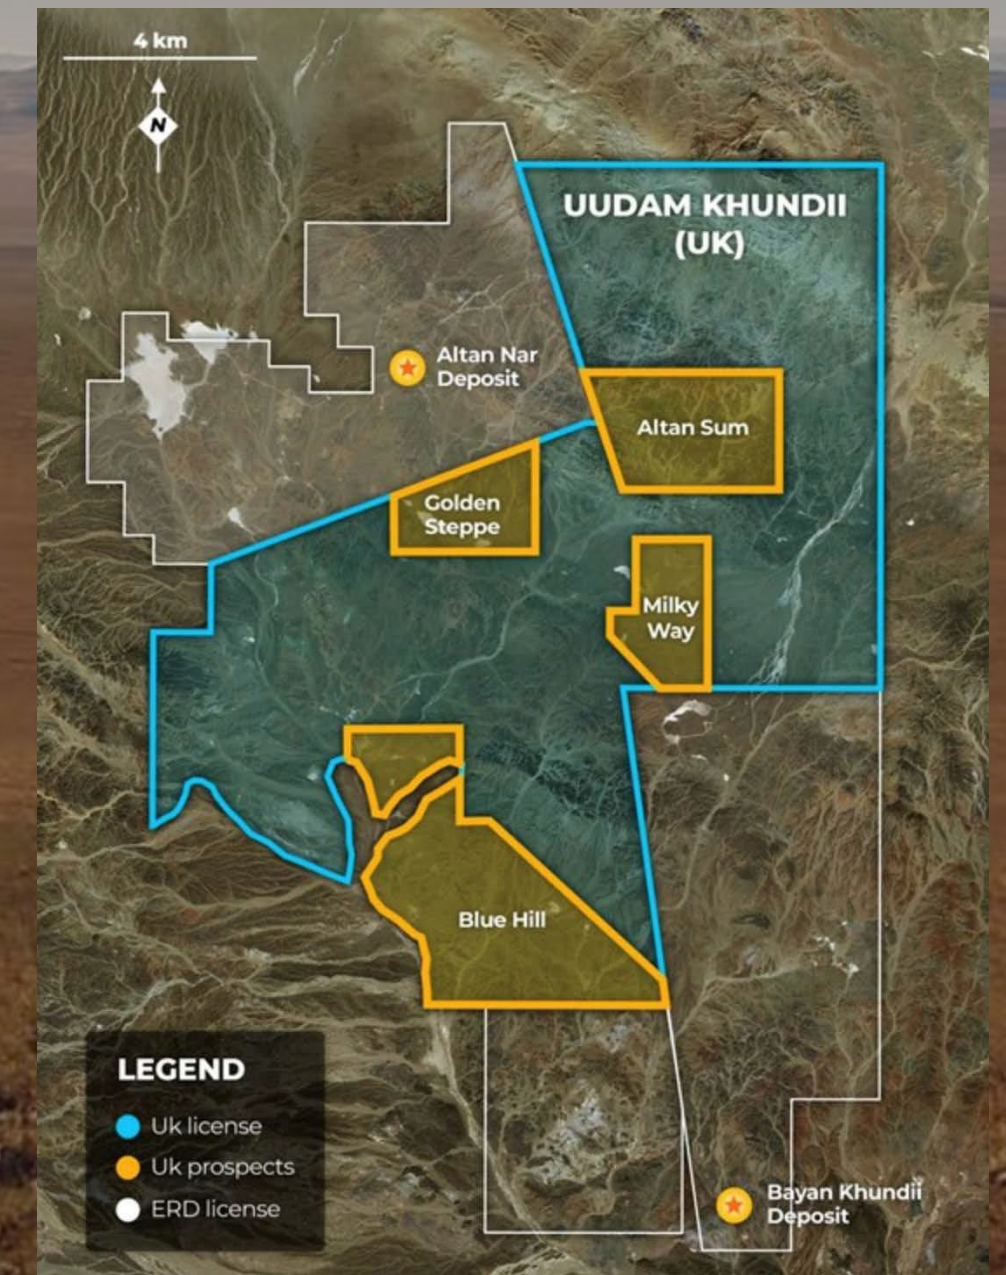 4 km
N
UUDAM KHUNDII
(UK)
Altan Nar
Deposit
Altan Sum
Golden
Steppe
Milky
Way
Blue Hill
LEGEND
Uk license
Uk prospects
ERD license
Bayan Khundii
Deposit